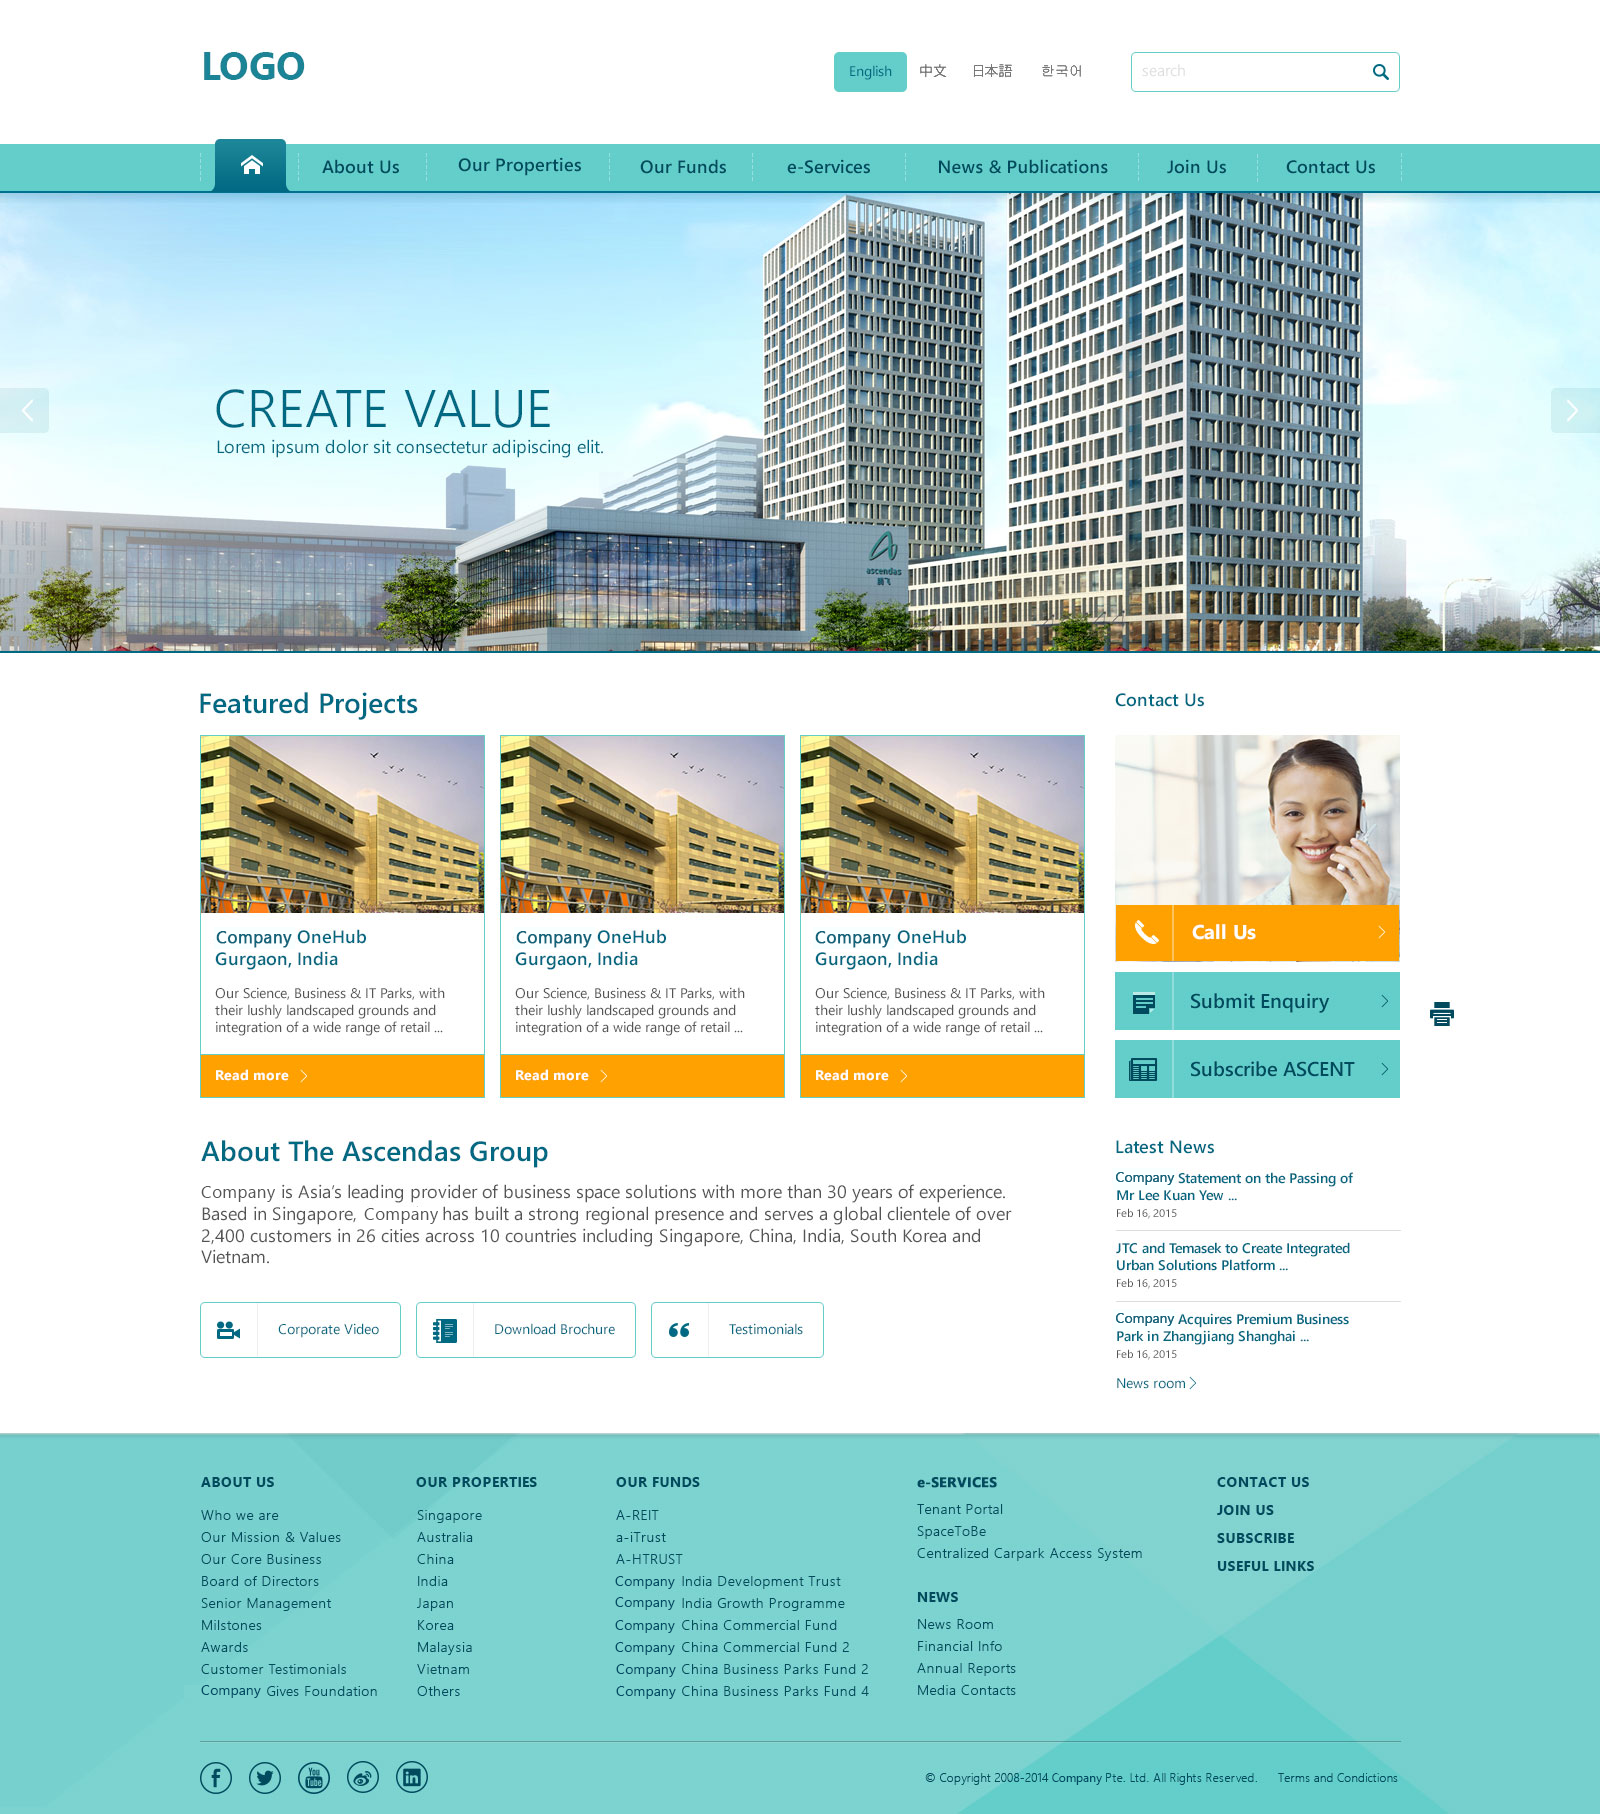 LOGO
English 中文 日本語 한국어
search
About Us Our Properties Our Funds e-Services News & Publications Join Us Contact Us
CREATE VALUE
Lorem ipsum dolor sit consectetur adipiscing elit.
ascendas
腾飞
Featured Projects
Company OneHub
Gurgaon, India
Our Science, Business & IT Parks, with
their lushly landscaped grounds and
integration of a wide range of retail ...
Read more
Company OneHub
Gurgaon, India
Our Science, Business & IT Parks, with
their lushly landscaped grounds and
integration of a wide range of retail ...
Read more
Company OneHub
Gurgaon, India
Our Science, Business & IT Parks, with
their lushly landscaped grounds and
integration of a wide range of retail ...
Read more
Contact Us
Call Us
Submit Enquiry
Subscribe ASCENT
About The Ascendas Group
Company is Asia's leading provider of business space solutions with more than 30 years of experience.
Based in Singapore, Company has built a strong regional presence and serves a global clientele of over
2,400 customers in 26 cities across 10 countries including Singapore, China, India, South Korea and
Vietnam.
Corporate Video
Download Brochure
Testimonials
Latest News
Company Statement on the Passing of
Mr Lee Kuan Yew ...
Feb 16, 2015
JTC and Temasek to Create Integrated
Urban Solutions Platform ...
Feb 16, 2015
Company Acquires Premium Business
Park in Zhangjiang Shanghai ...
Feb 16, 2015
News room
ABOUT US
Who we are
Our Mission & Values
Our Core Business
Board of Directors
Senior Management
Milstones
Awards
Customer Testimonials
Company Gives Foundation
OUR PROPERTIES
Singapore
Australia
China
India
Japan
Korea
Malaysia
Vietnam
Others
OUR FUNDS
A-REIT
a-iTrust
A-HTRUST
Company India Development Trust
Company India Growth Programme
Company China Commercial Fund
Company China Commercial Fund 2
Company China Business Parks Fund 2
Company China Business Parks Fund 4
e-SERVICES
Tenant Portal
SpaceToBe
Centralized Carpark Access System
NEWS
News Room
Financial Info
Annual Reports
Media Contacts
CONTACT US
JOIN US
SUBSCRIBE
USEFUL LINKS
You
Tube
© Copyright 2008-2014 Company Pte. Ltd. All Rights Reserved. Terms and Condictions